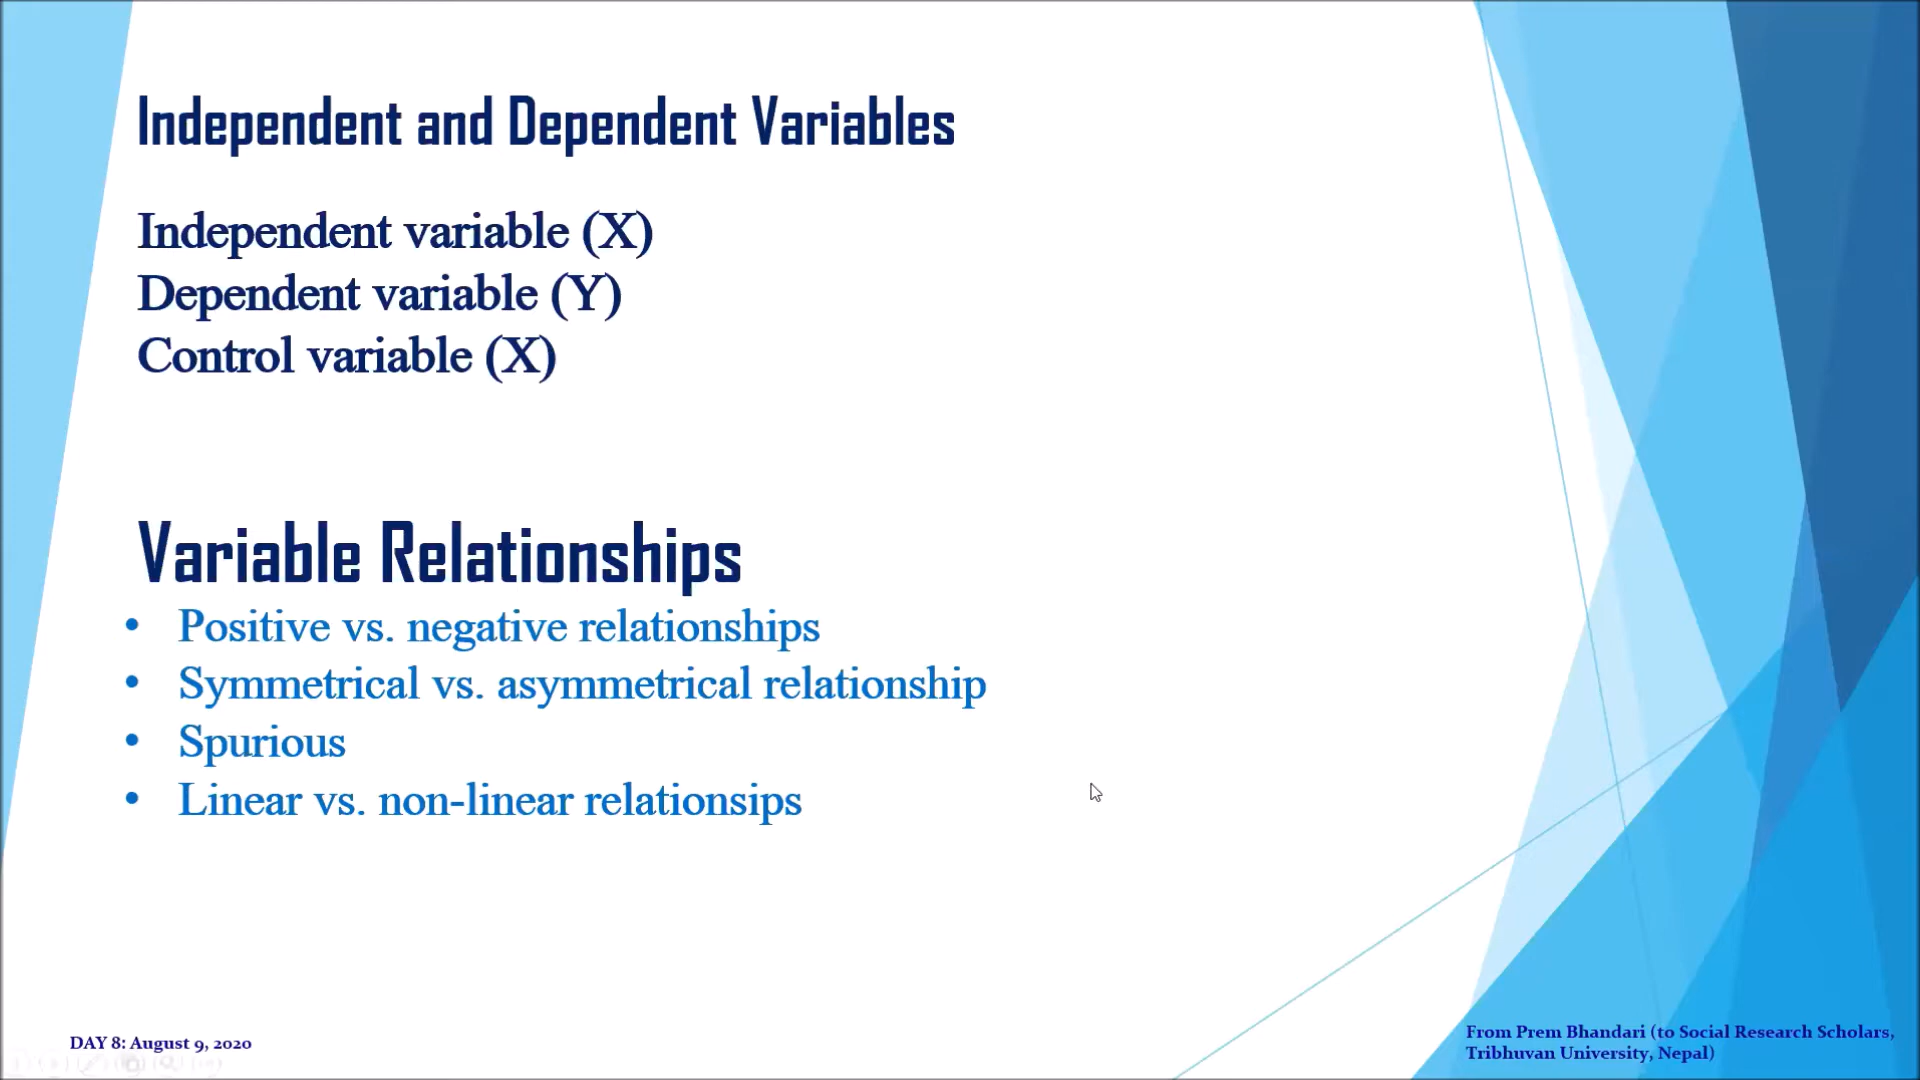 Independent and Dependent Variables
Independent variable (X)
Dependent variable (Y)
Control variable (X)
Variable Relationships
• Positive vs. negative relationships
• Symmetrical vs. asymmetrical relationship
• Spurious
• Linear vs. non-linear relationsips
DAY 8: August 9, 2020
From Prem Bhandari (to Social Research Scholars,
Tribhuvan University, Nepal)